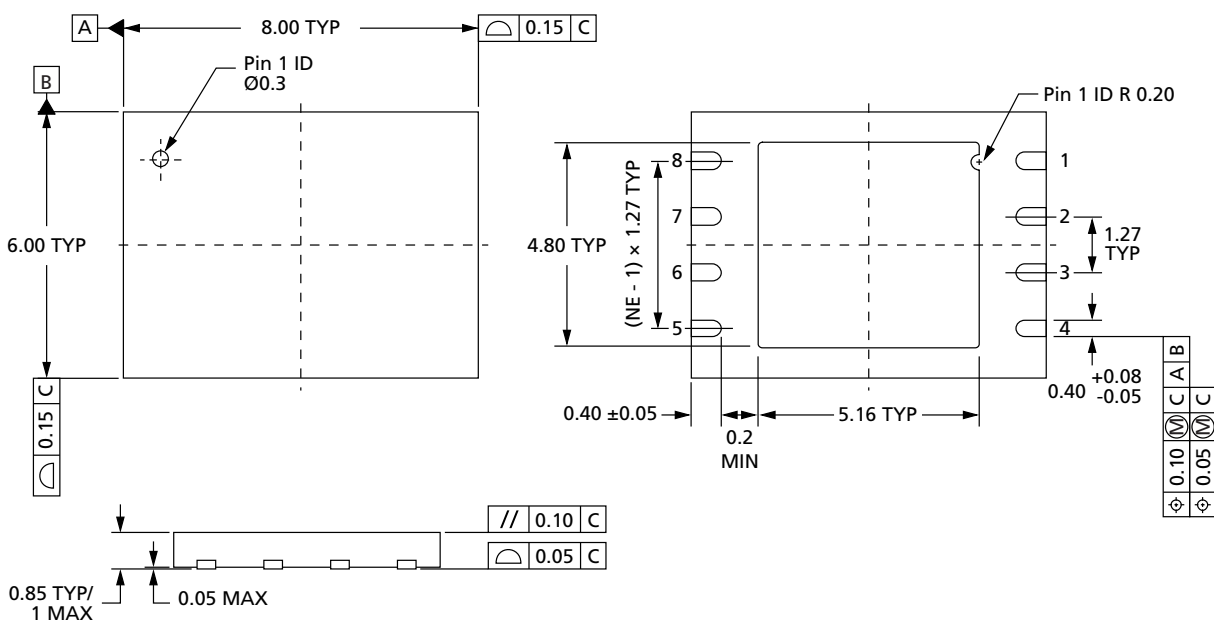 A
8.00 TYP
⌓ 0.15 C
Pin 1 ID
Ø0.3
B
6.00 TYP
⌓ 0.15 C
Pin 1 ID R 0.20
8
7
6
5
1
2
3
4
4.80 TYP
(NE - 1) × 1.27 TYP
1.27
TYP
0.40 +0.08
-0.05
0.40 ±0.05
0.2
MIN
5.16 TYP
⌖ 0.10 Ⓜ C A B
⌖ 0.05 Ⓜ C
// 0.10 C
⌓ 0.05 C
0.85 TYP/
1 MAX
0.05 MAX